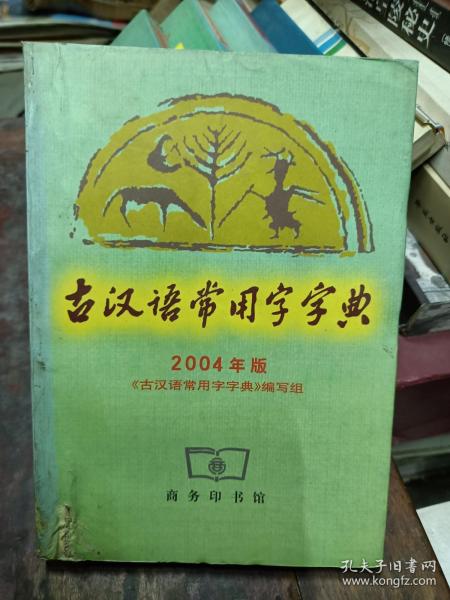 古汉语常用字字典
2004年版
《古汉语常用字字典》编写组
商务印书馆
孔夫子旧书网
www.kongfz.com